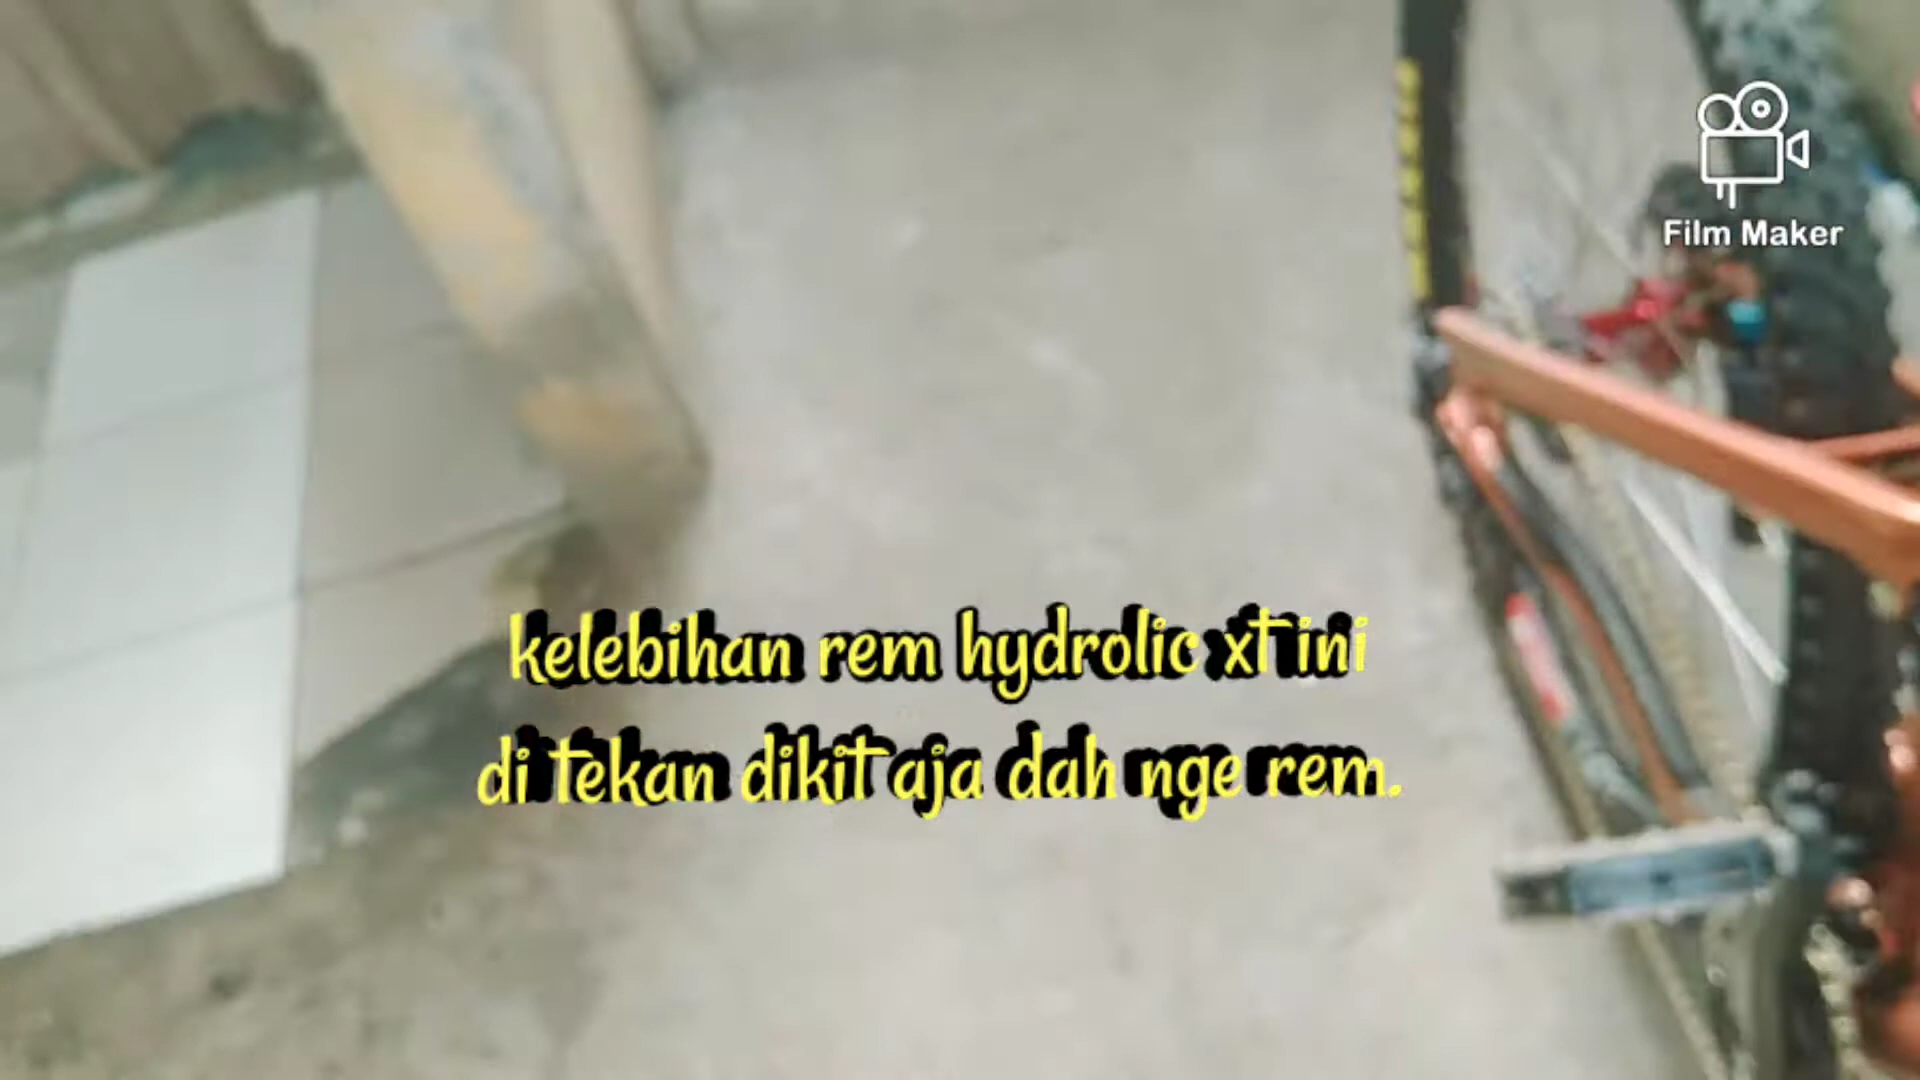 Film Maker
kelebihan rem hydrolic xt ini
di tekan dikit aja dah nge rem.